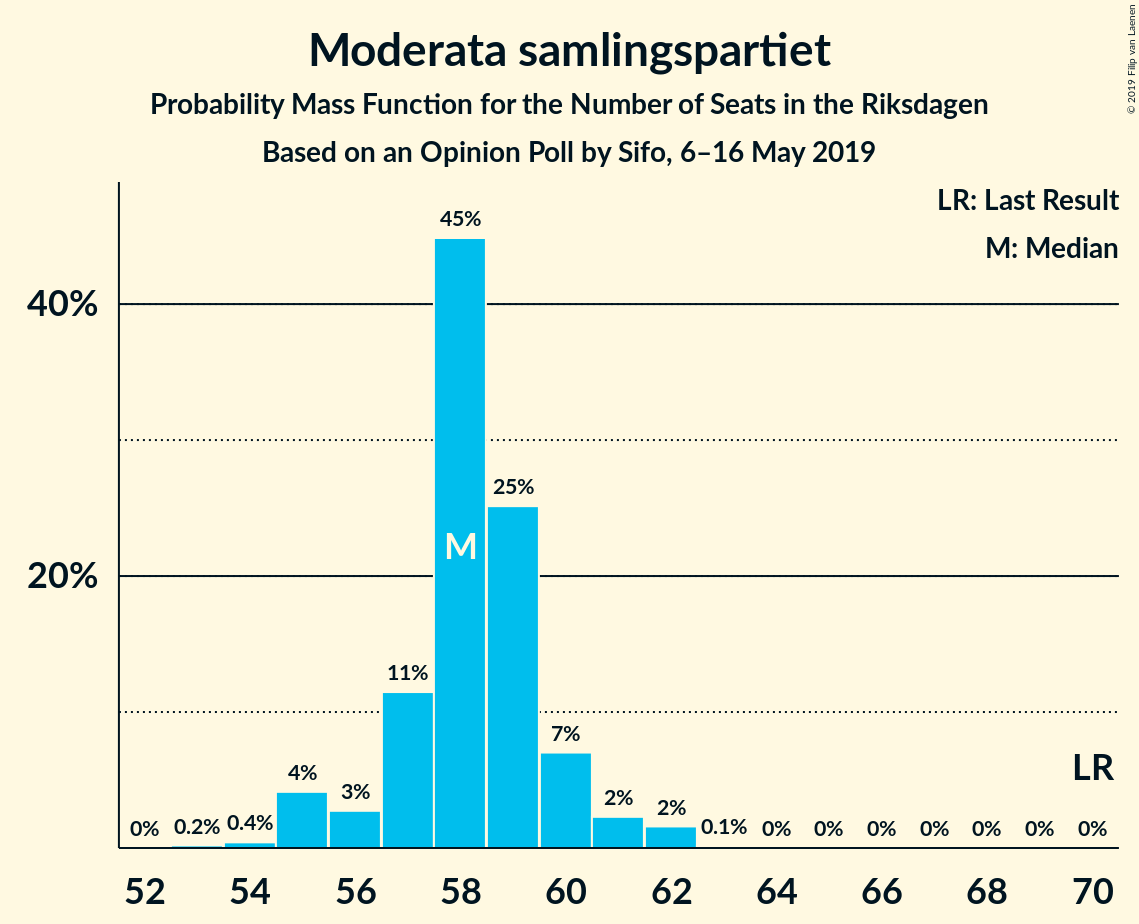 Moderata samlingspartiet
Probability Mass Function for the Number of Seats in the Riksdagen
Based on an Opinion Poll by Sifo, 6–16 May 2019
© 2019 Filip van Laenen
LR: Last Result
M: Median
40%
20%
0%
0.2%
0.4%
4%
3%
11%
45%
M
25%
7%
2%
2%
0.1%
0%
0%
0%
0%
0%
0%
0%
LR
52 54 56 58 60 62 64 66 68 70